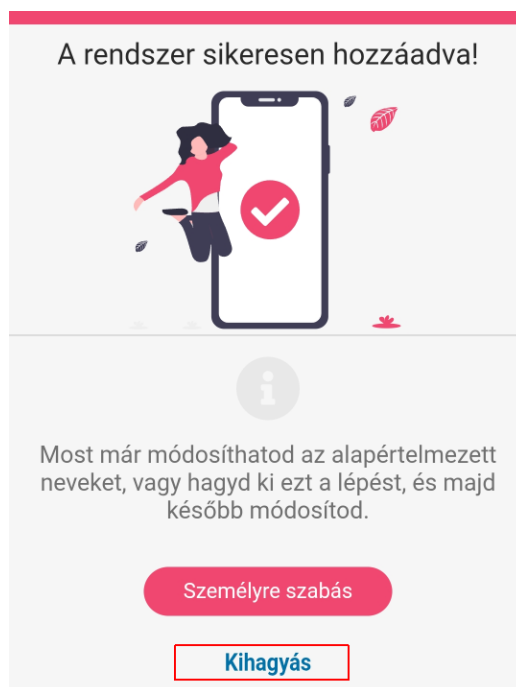 A rendszer sikeresen hozzáadva!
Most már módosíthatod az alapértelmezett
neveket, vagy hagyd ki ezt a lépést, és majd
később módosítod.
Személyre szabás
Kihagyás